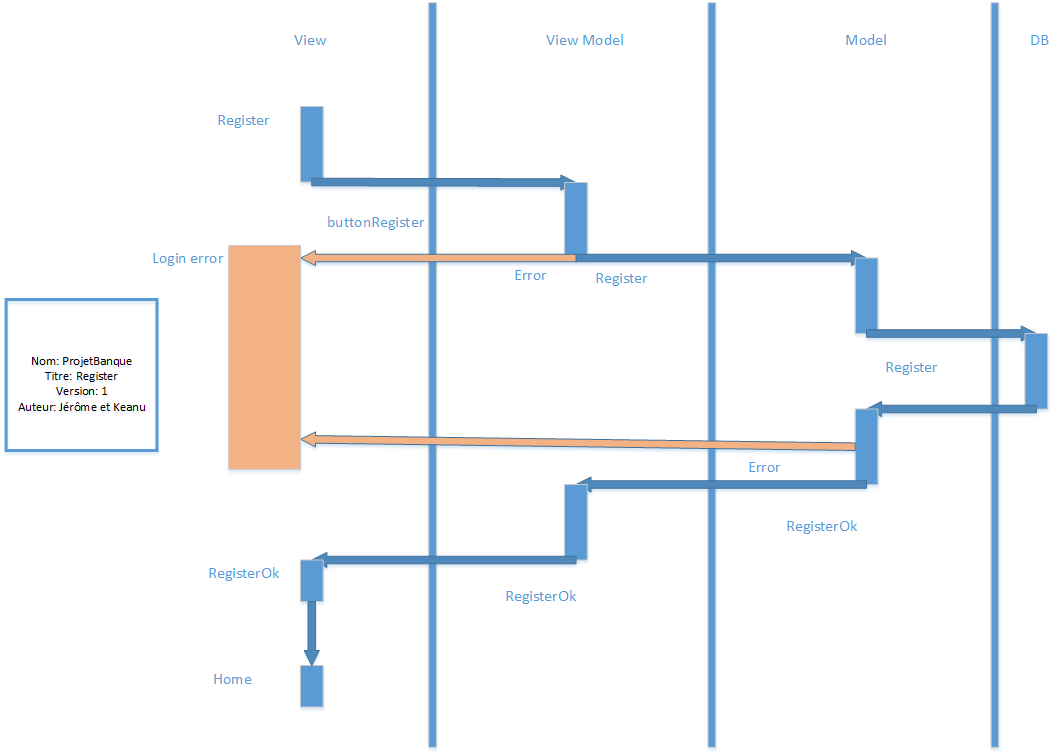 View
View Model
Model
DB
Register
buttonRegister
Login error
Error
Register
Nom: ProjetBanque
Titre: Register
Version: 1
Auteur: Jérôme et Keanu
Register
Error
RegisterOk
RegisterOk
RegisterOk
Home